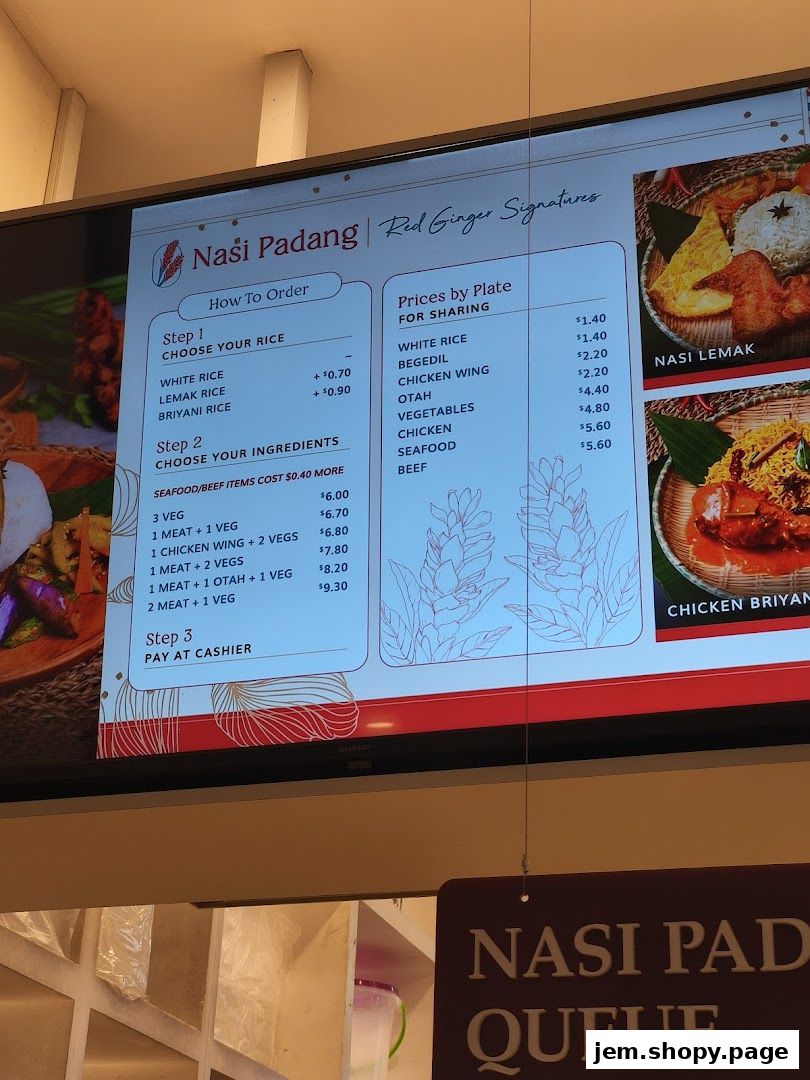 Nasi Padang | Red Ginger Signatures
How To Order
Step 1
CHOOSE YOUR RICE
WHITE RICE –
LEMAK RICE + $0.70
BRIYANI RICE + $0.90
Step 2
CHOOSE YOUR INGREDIENTS
SEAFOOD/BEEF ITEMS COST $0.40 MORE
3 VEG $6.00
1 MEAT + 1 VEG $6.70
1 CHICKEN WING + 2 VEGS $6.80
1 MEAT + 2 VEGS $7.80
1 MEAT + 1 OTAH + 1 VEG $8.20
2 MEAT + 1 VEG $9.30
Step 3
PAY AT CASHIER
Prices by Plate
FOR SHARING
WHITE RICE $1.40
BEGEDIL $1.40
CHICKEN WING $2.20
OTAH $2.20
VEGETABLES $4.40
CHICKEN $4.80
SEAFOOD $5.60
BEEF $5.60
NASI LEMAK
CHICKEN BRIYAN
SHARP
NASI PAD
QUEUE
jem.shopy.page